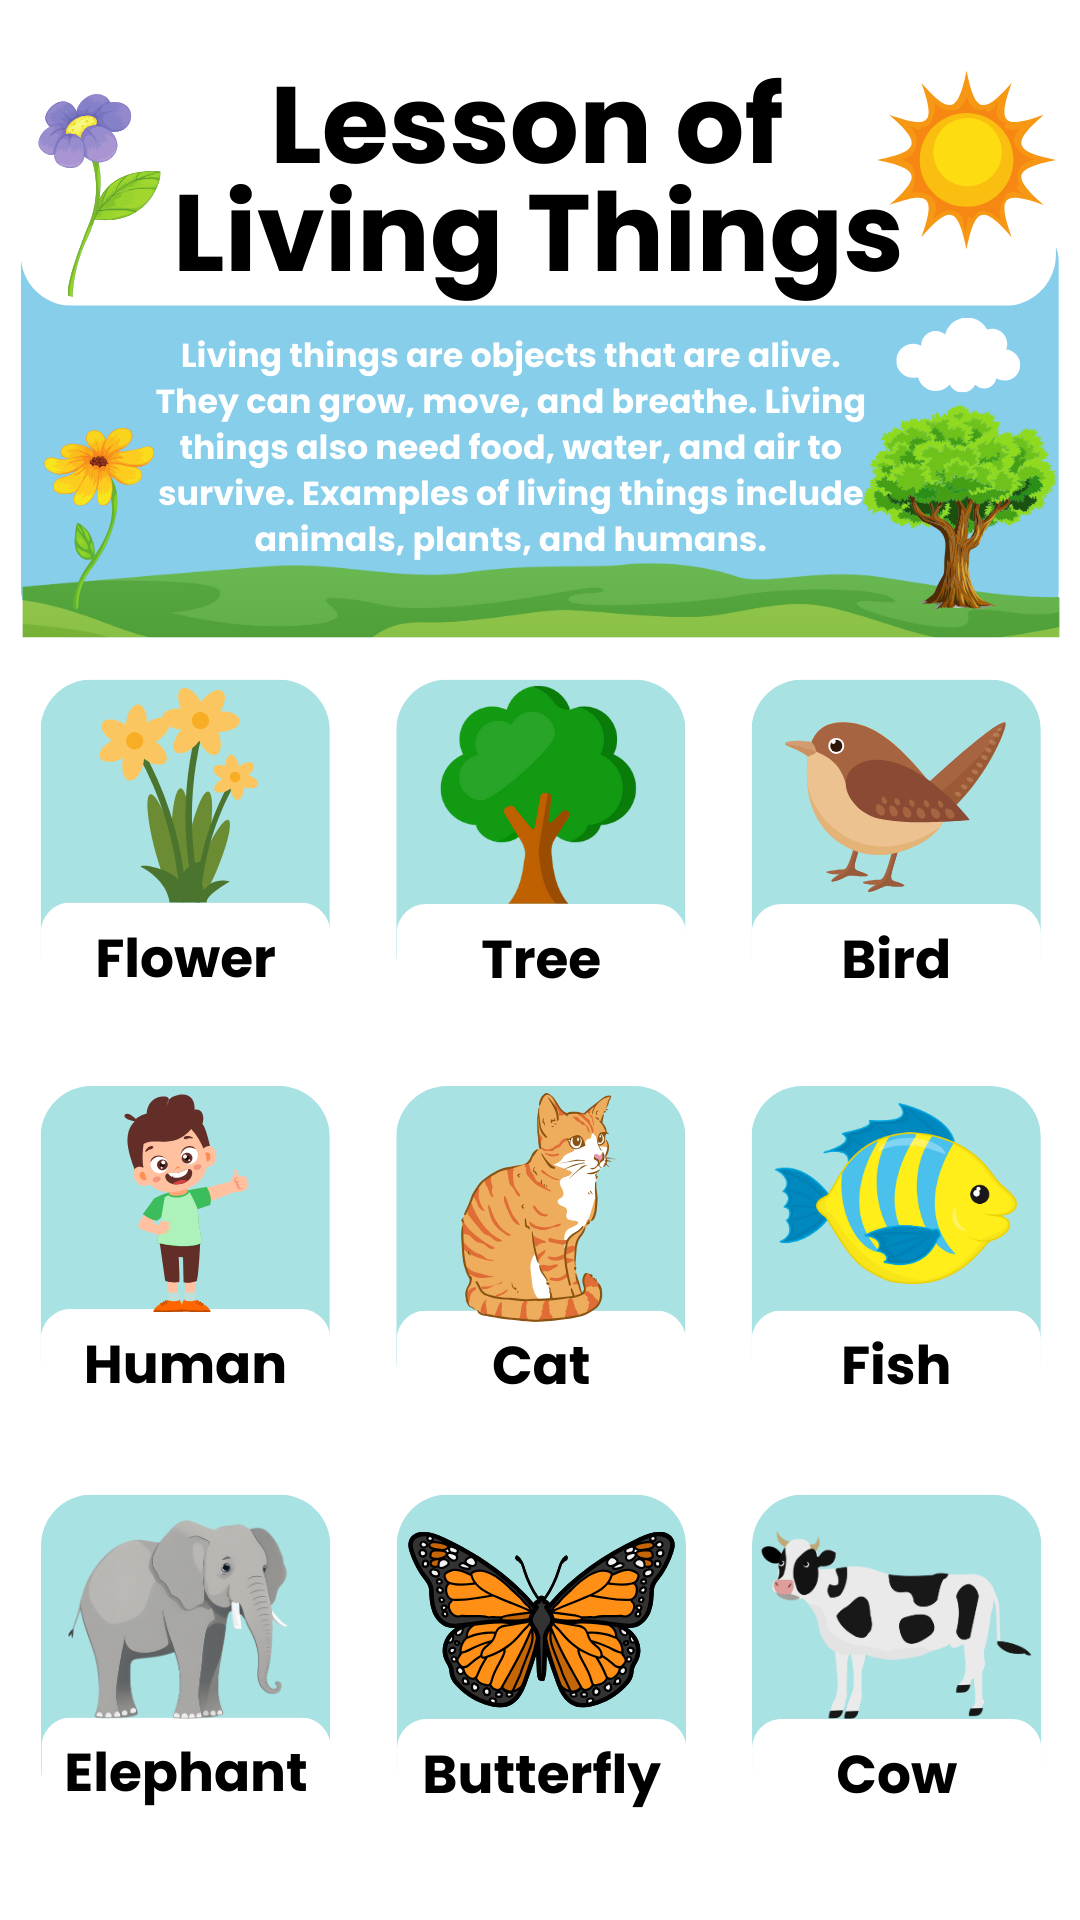 Lesson of
Living Things
Living things are objects that are alive.
They can grow, move, and breathe. Living
things also need food, water, and air to
survive. Examples of living things include
animals, plants, and humans.
Flower
Tree
Bird
Human
Cat
Fish
Elephant
Butterfly
Cow